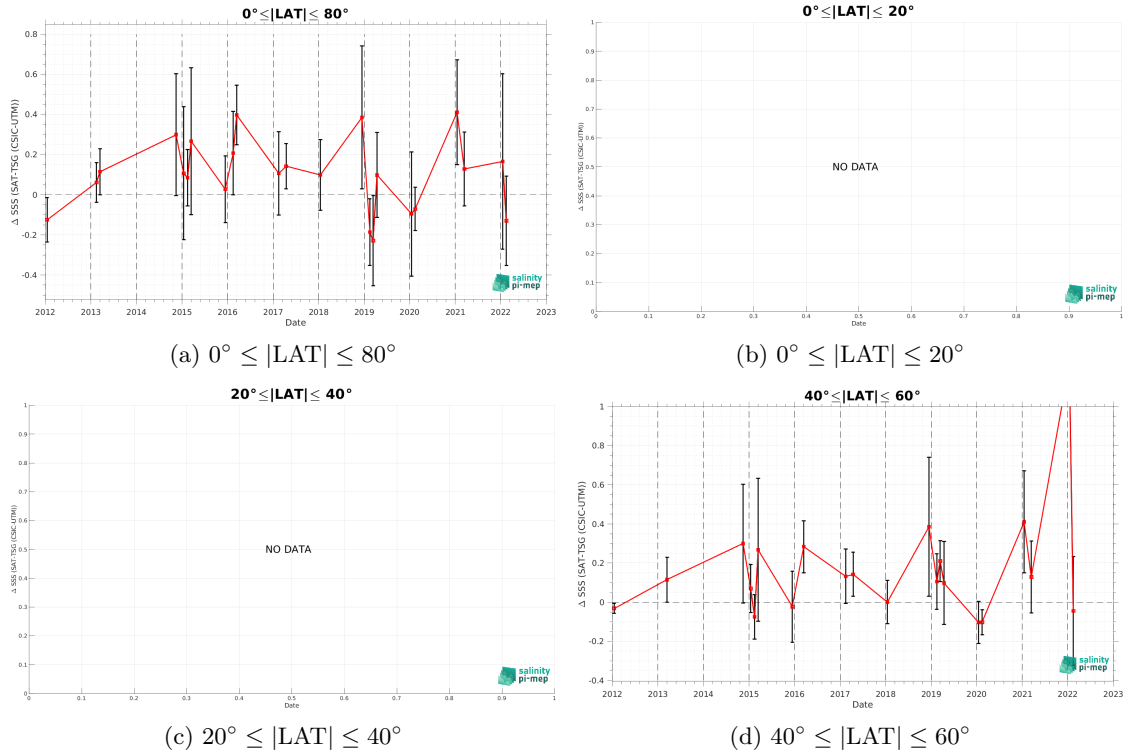 0°≤|LAT|≤ 80°
Δ SSS (SAT-TSG (CSIC-UTM))
0.8
0.6
0.4
0.2
0
-0.2
-0.4
2012 2013 2014 2015 2016 2017 2018 2019 2020 2021 2022 2023
Date
salinity
pi-mep
(a) 0° ≤ |LAT| ≤ 80°
0°≤|LAT|≤ 20°
Δ SSS (SAT-TSG (CSIC-UTM))
1
0.9
0.8
0.7
0.6
0.5
0.4
0.3
0.2
0.1
0
NO DATA
0 0.1 0.2 0.3 0.4 0.5 0.6 0.7 0.8 0.9 1
Date
salinity
pi-mep
(b) 0° ≤ |LAT| ≤ 20°
20°≤|LAT|≤ 40°
Δ SSS (SAT-TSG (CSIC-UTM))
1
0.9
0.8
0.7
0.6
0.5
0.4
0.3
0.2
0.1
0
NO DATA
0 0.1 0.2 0.3 0.4 0.5 0.6 0.7 0.8 0.9 1
Date
salinity
pi-mep
(c) 20° ≤ |LAT| ≤ 40°
40°≤|LAT|≤ 60°
Δ SSS (SAT-TSG (CSIC-UTM))
1
0.8
0.6
0.4
0.2
0
-0.2
-0.4
2012 2013 2014 2015 2016 2017 2018 2019 2020 2021 2022 2023
Date
salinity
pi-mep
(d) 40° ≤ |LAT| ≤ 60°